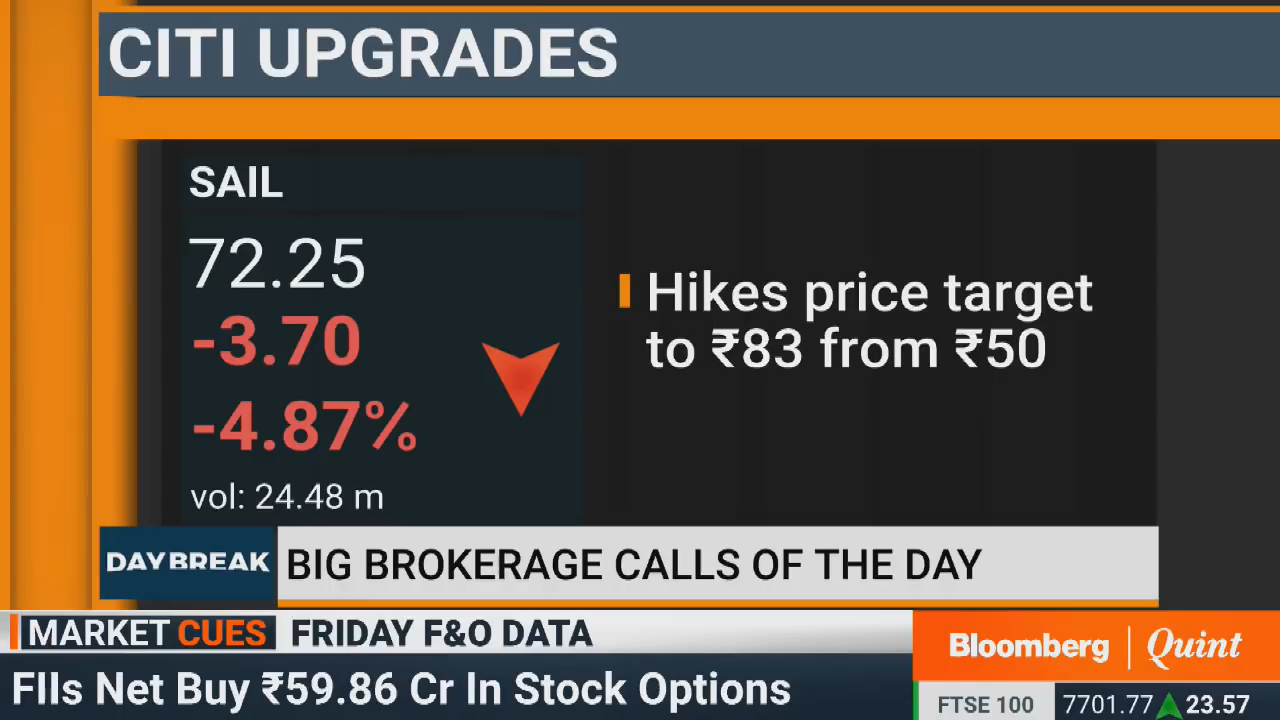 CITI UPGRADES
SAIL
72.25
-3.70
-4.87%
vol: 24.48 m
Hikes price target
to ₹83 from ₹50
DAYBREAK BIG BROKERAGE CALLS OF THE DAY
MARKET CUES FRIDAY F&O DATA
FIIs Net Buy ₹59.86 Cr In Stock Options
Bloomberg | Quint
FTSE 100 7701.77 23.57